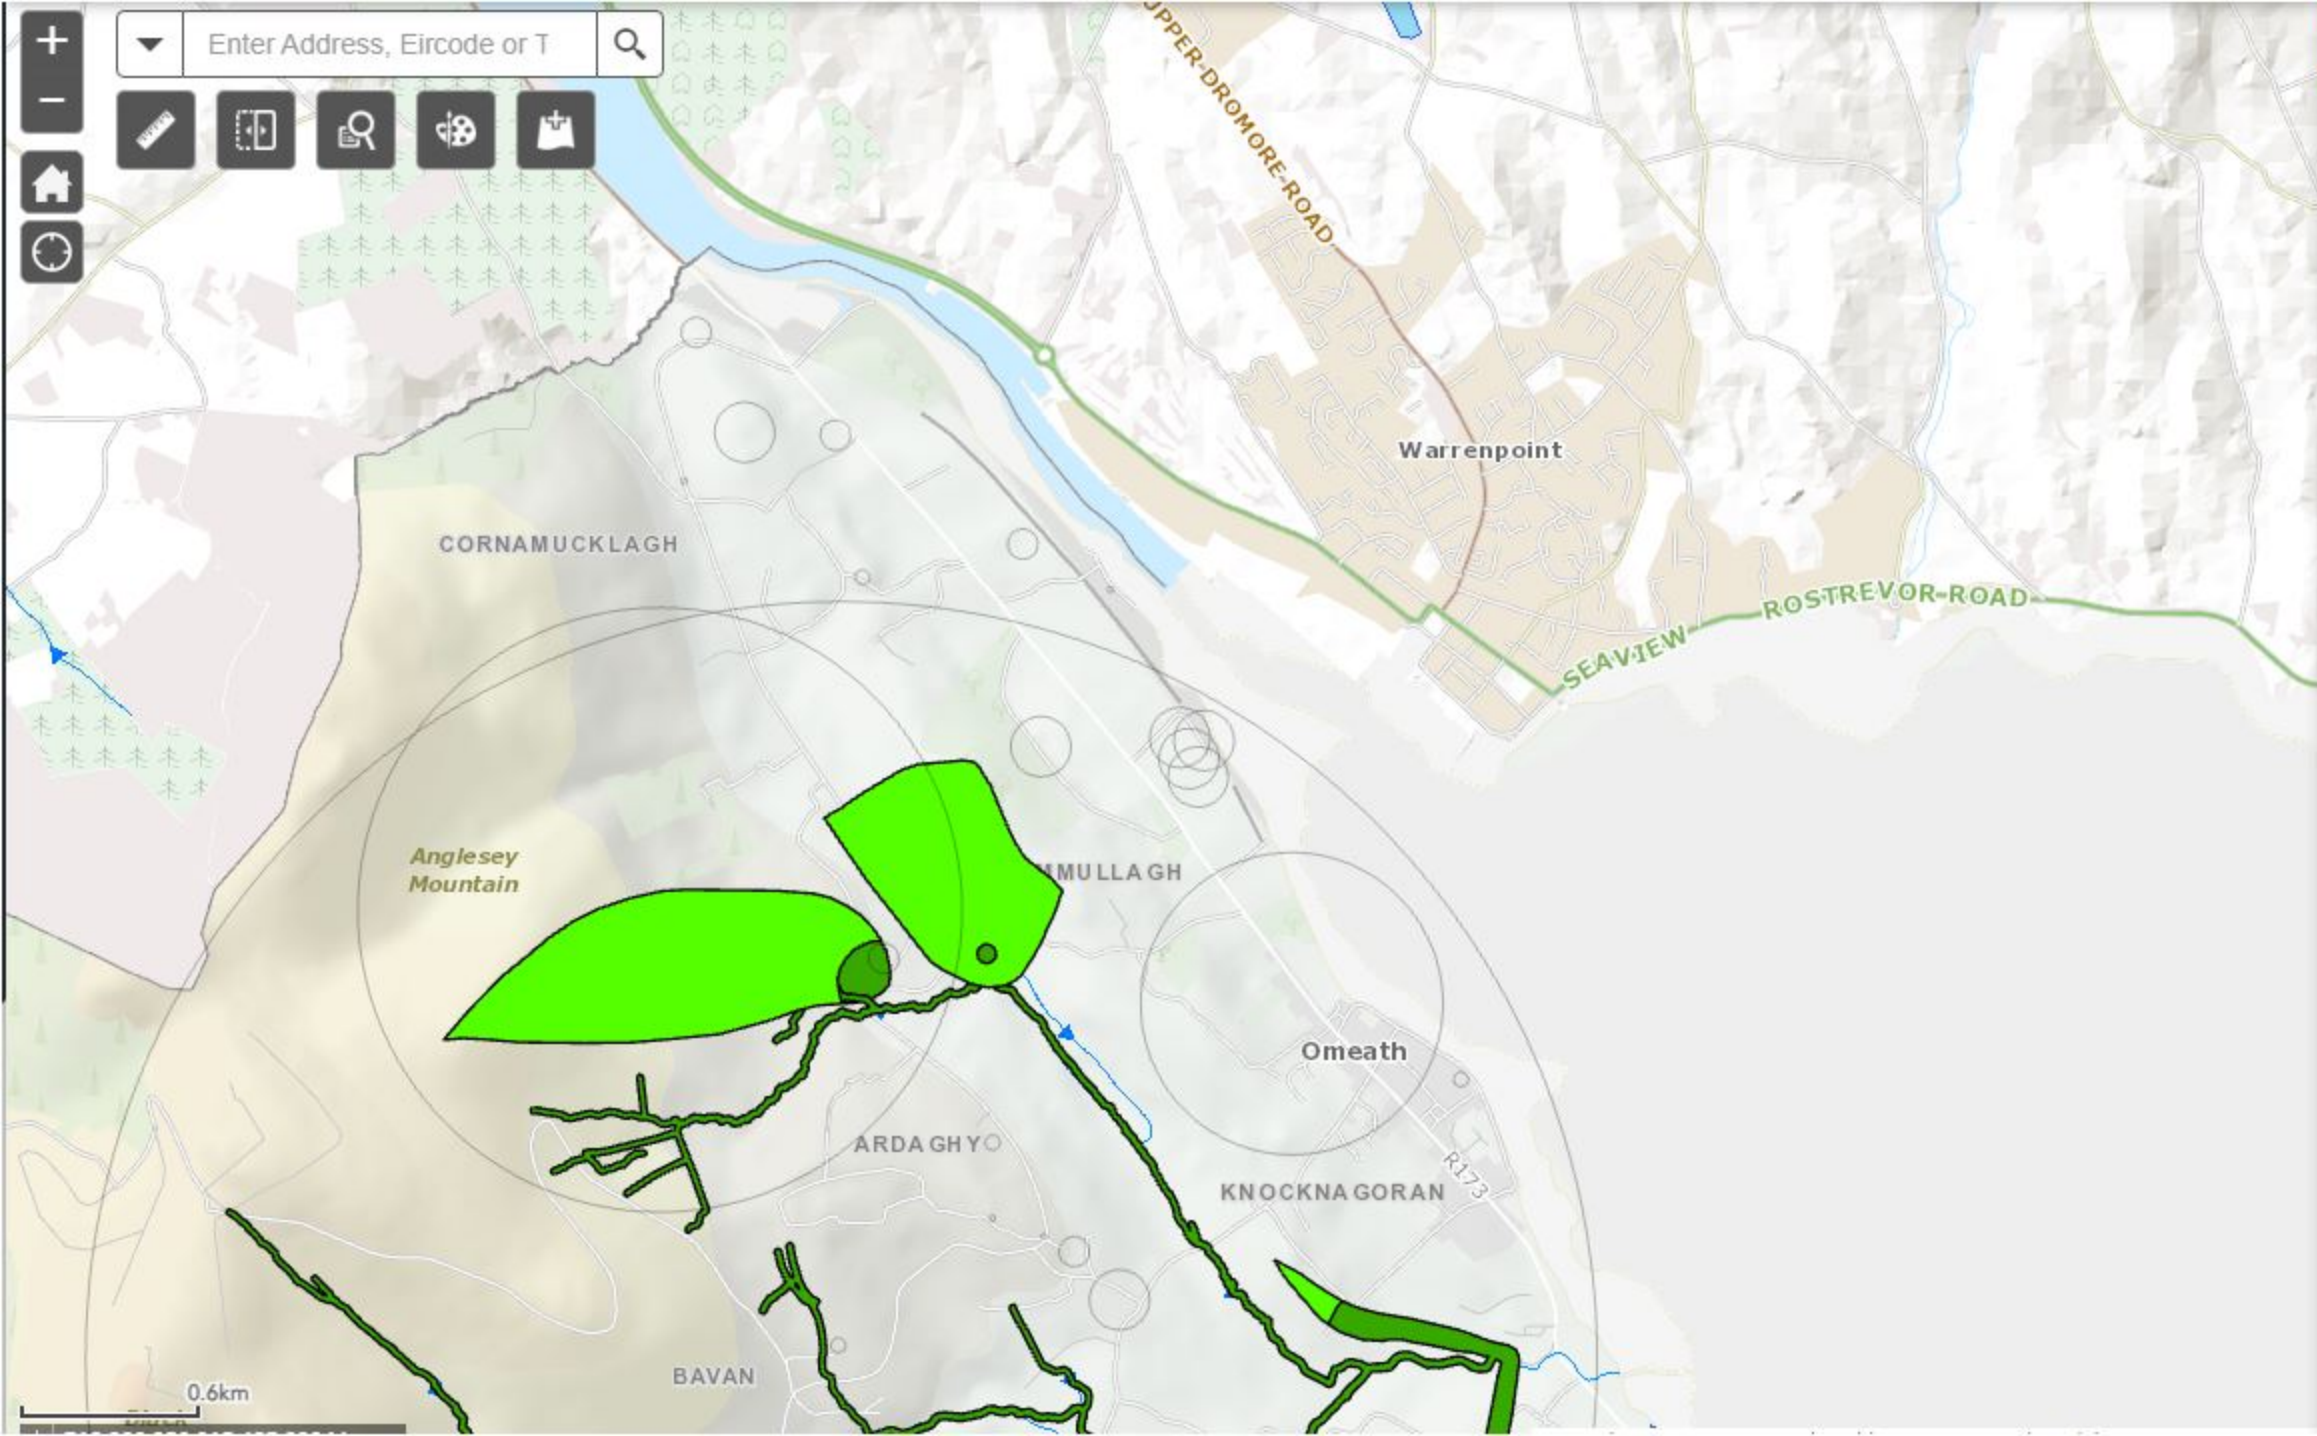 Enter Address, Eircode or T
UPPER-DROMORE-ROAD
Warrenpoint
CORNAMUCKLAGH
ROSTREVOR-ROAD
SEAVIEW
Anglesey
Mountain
MMULLAGH
Omeath
ARDAGHY
R173
KNOCKNAGORAN
BAVAN
0.6km